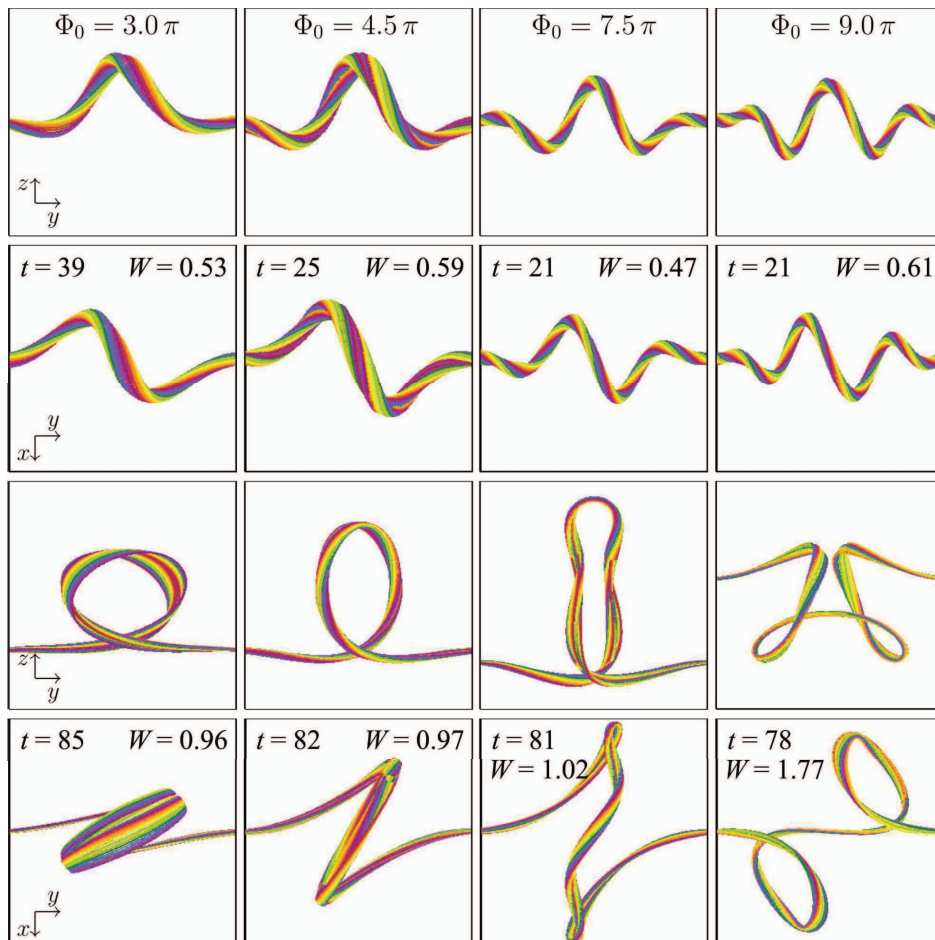 Φ₀ = 3.0 π Φ₀ = 4.5 π Φ₀ = 7.5 π Φ₀ = 9.0 π
z
y
t = 39 W = 0.53 t = 25 W = 0.59 t = 21 W = 0.47 t = 21 W = 0.61
y
x
z
y
t = 85 W = 0.96 t = 82 W = 0.97 t = 81 t = 78
W = 1.02 W = 1.77
y
x